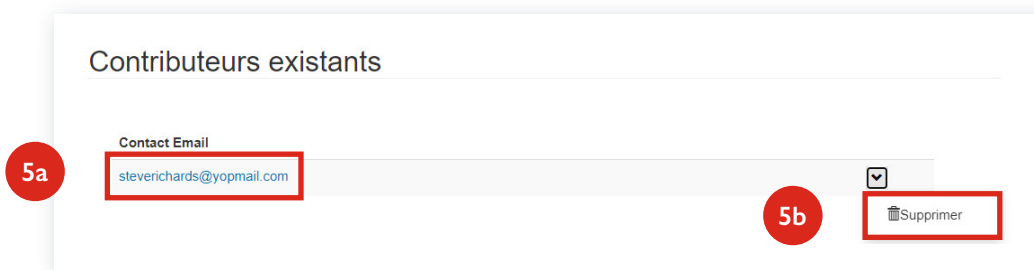 Contributeurs existants
Contact Email
5a
steverichards@yopmail.com
5b
Supprimer